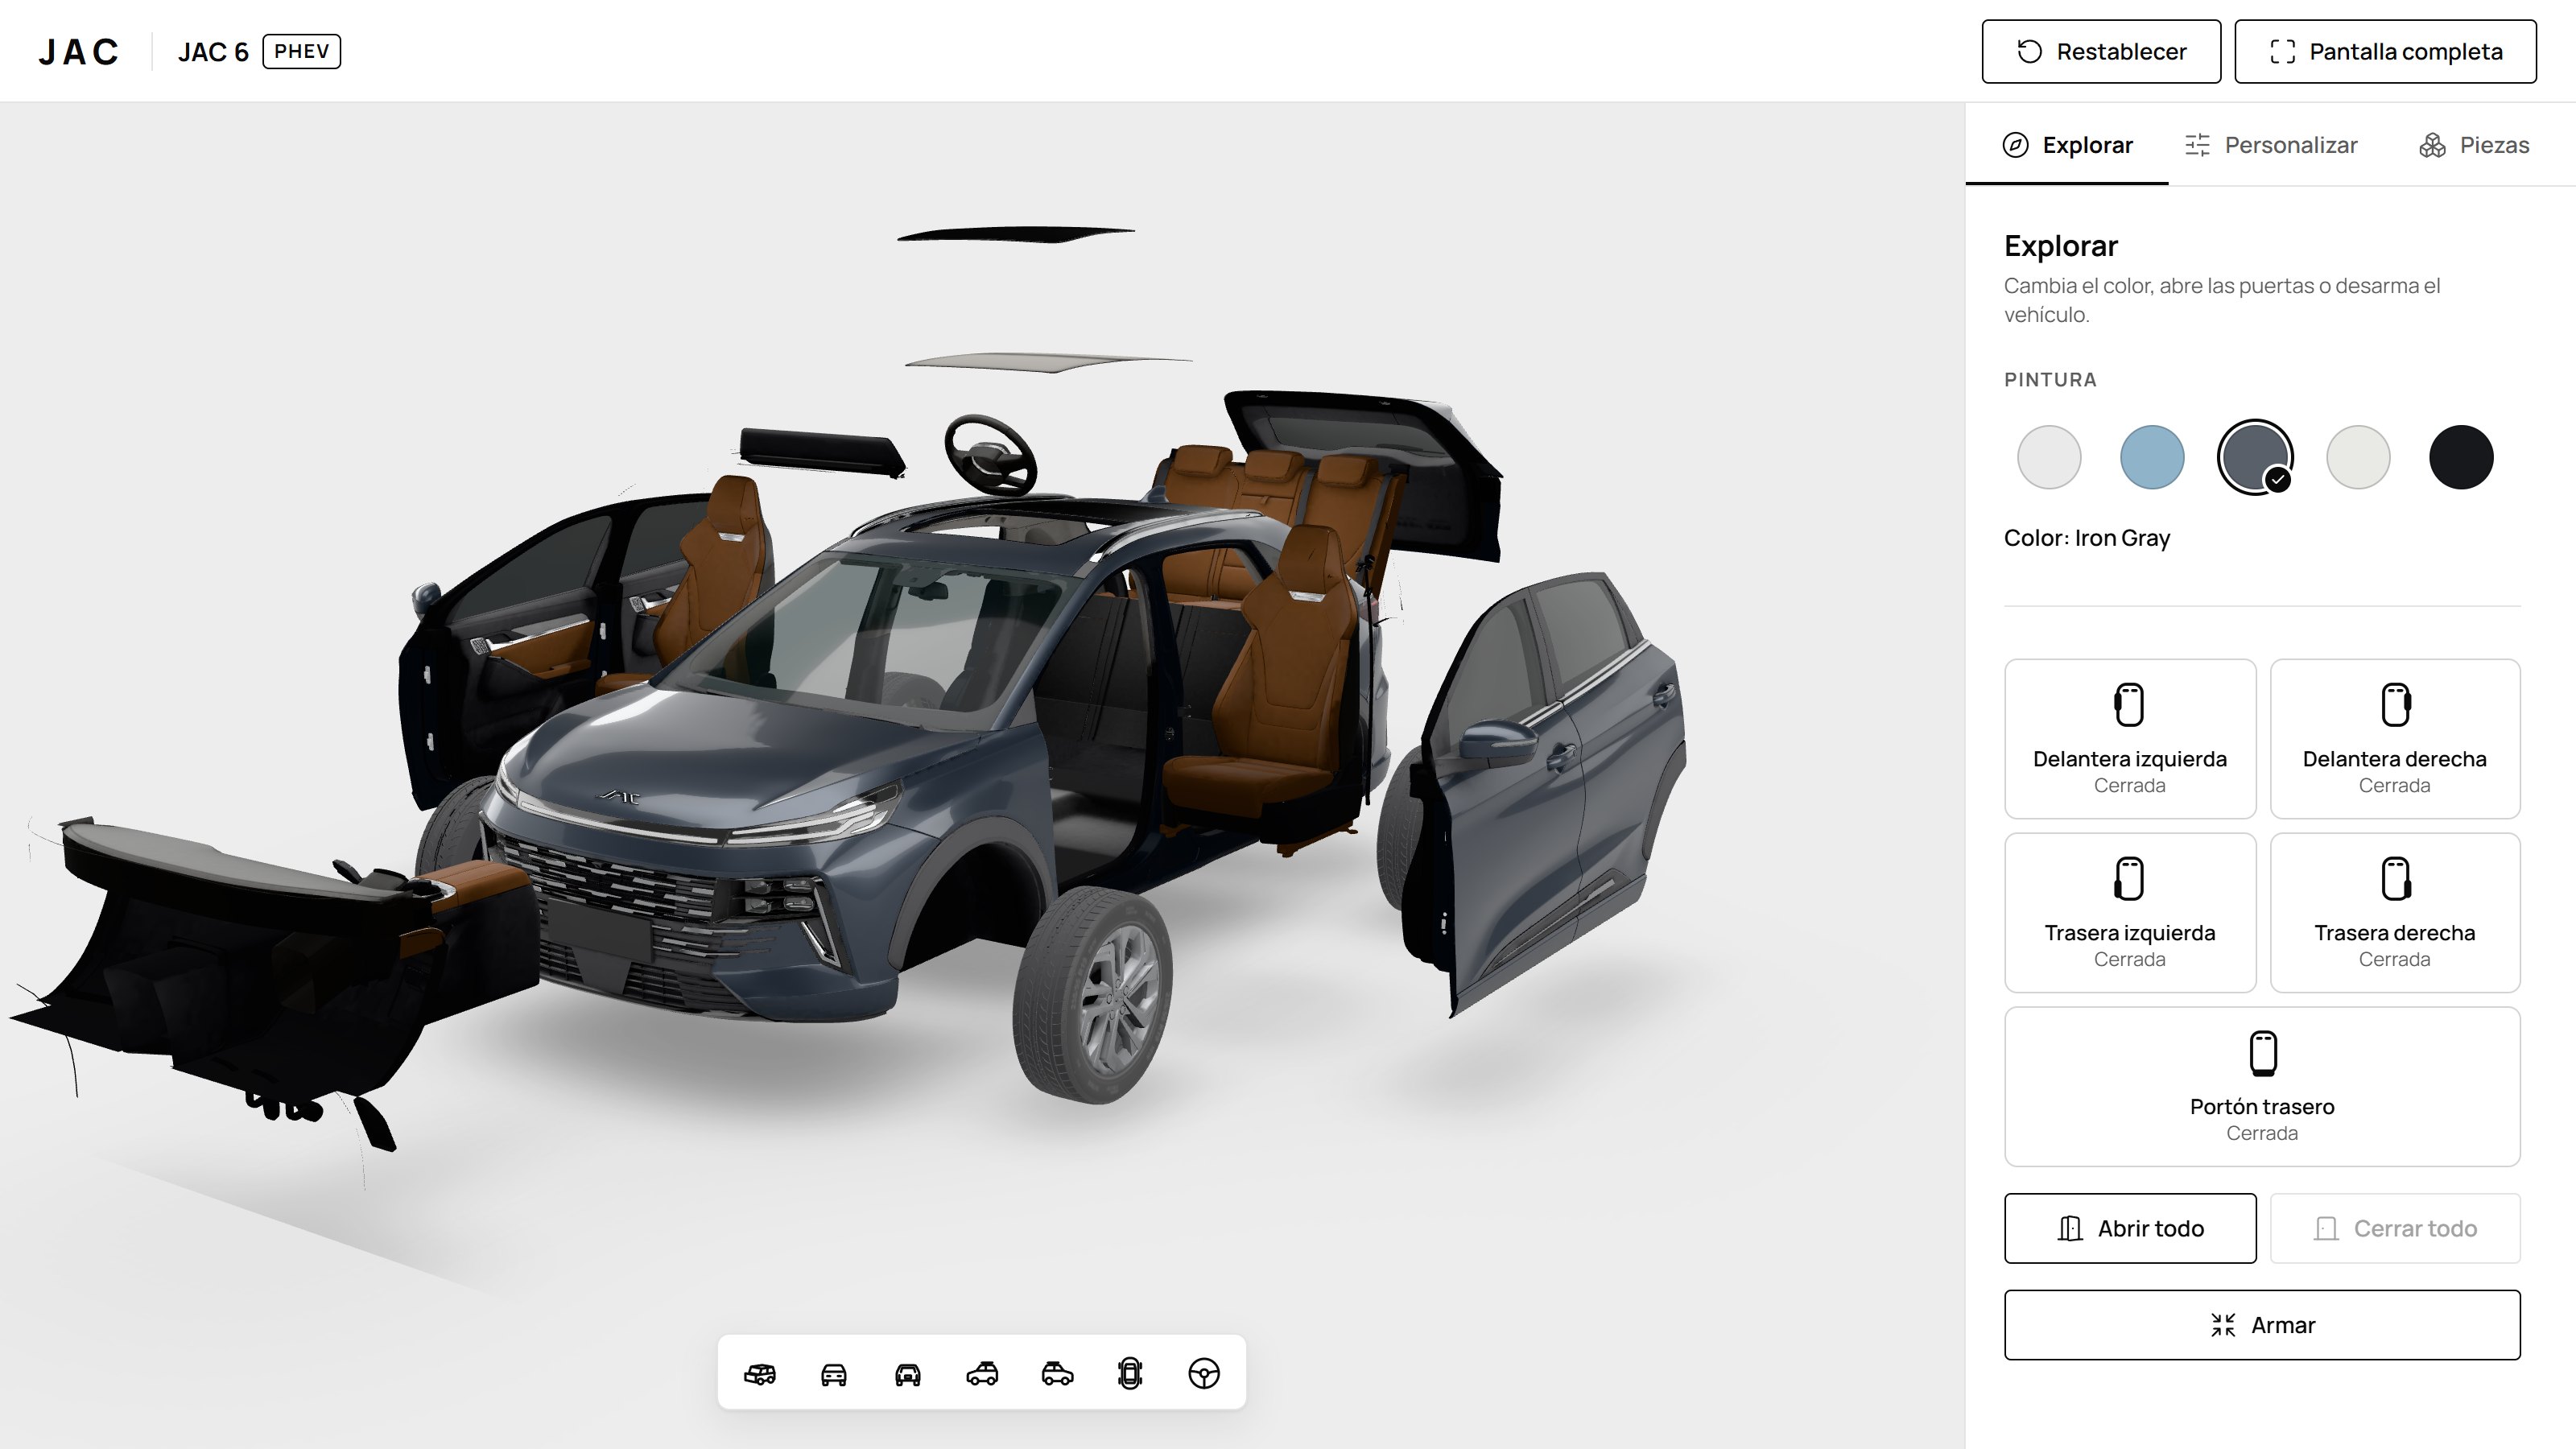 JAC
JAC 6 PHEV
Restablecer
Pantalla completa
Explorar
Personalizar
Piezas
Explorar
Cambia el color, abre las puertas o desarma el
vehículo.
PINTURA
Color: Iron Gray
Delantera izquierda
Cerrada
Delantera derecha
Cerrada
Trasera izquierda
Cerrada
Trasera derecha
Cerrada
Portón trasero
Cerrada
Abrir todo
Cerrar todo
Armar
JAC